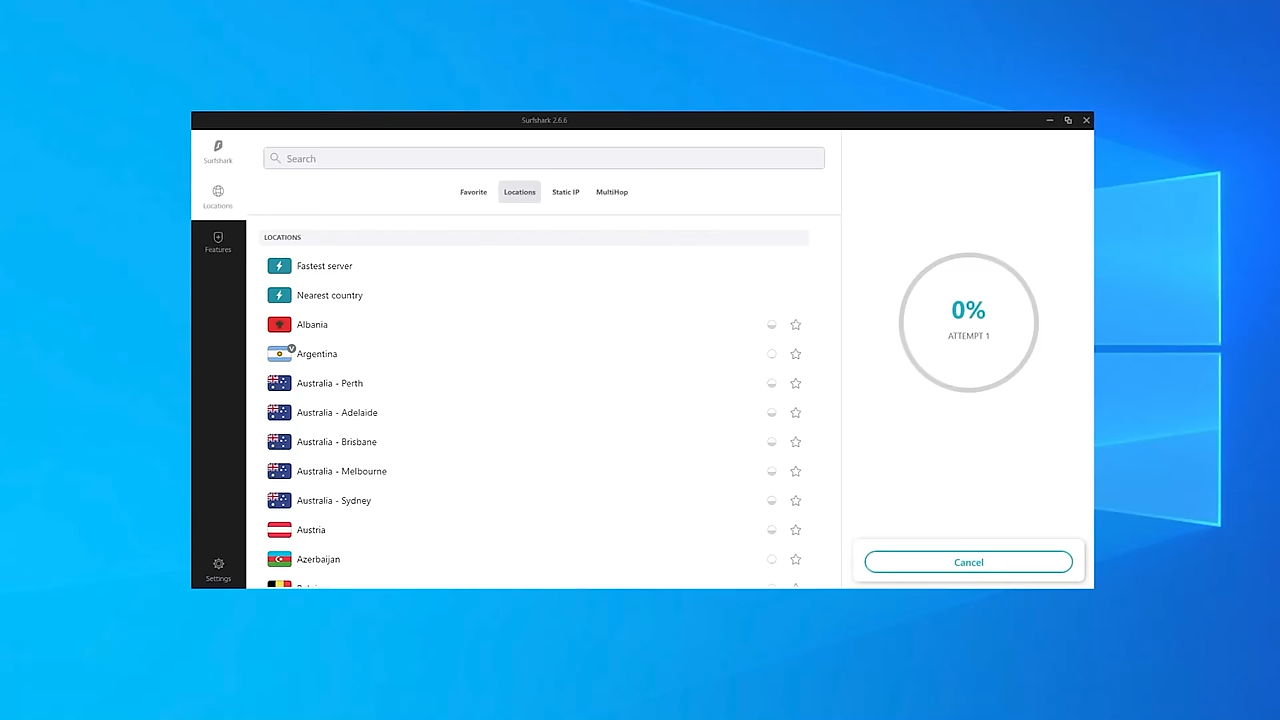 Surfshark 2.6.6
Surfshark
Locations
Features
Settings
Search
Favorite Locations Static IP MultiHop
LOCATIONS
Fastest server
Nearest country
Albania
V
Argentina
Australia - Perth
Australia - Adelaide
Australia - Brisbane
Australia - Melbourne
Australia - Sydney
Austria
Azerbaijan
0%
ATTEMPT 1
Cancel